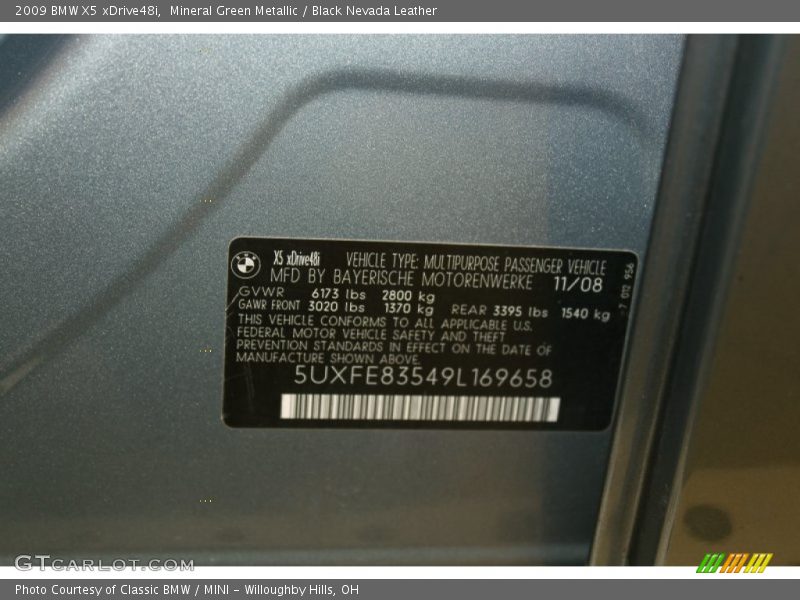 2009 BMW X5 xDrive48i,  Mineral Green Metallic / Black Nevada Leather
X5 xDrive48i VEHICLE TYPE: MULTIPURPOSE PASSENGER VEHICLE
MFD BY BAYERISCHE MOTORENWERKE 11/08
GVWR 6173 lbs 2800 kg
GAWR FRONT 3020 lbs 1370 kg REAR 3395 lbs 1540 kg
THIS VEHICLE CONFORMS TO ALL APPLICABLE U.S.
FEDERAL MOTOR VEHICLE SAFETY AND THEFT
PREVENTION STANDARDS IN EFFECT ON THE DATE OF
MANUFACTURE SHOWN ABOVE.
5UXFE83549L169658
-7 012 956
GTCARLOT.COM
Photo Courtesy of Classic BMW / MINI - Willoughby Hills, OH